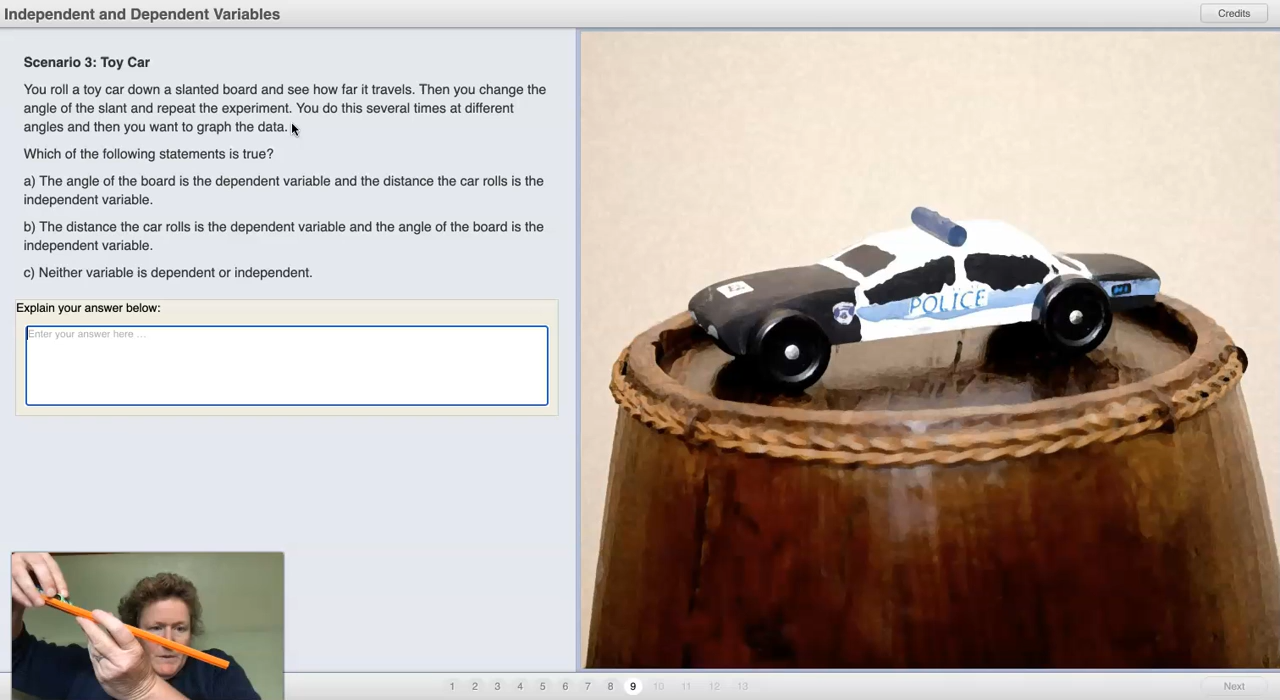 Independent and Dependent Variables
Credits
Scenario 3: Toy Car
You roll a toy car down a slanted board and see how far it travels. Then you change the
angle of the slant and repeat the experiment. You do this several times at different
angles and then you want to graph the data.
Which of the following statements is true?
a) The angle of the board is the dependent variable and the distance the car rolls is the
independent variable.
b) The distance the car rolls is the dependent variable and the angle of the board is the
independent variable.
c) Neither variable is dependent or independent.
Explain your answer below:
Enter your answer here ...
POLICE
1 2 3 4 5 6 7 8 9 10 11 12 13
Next